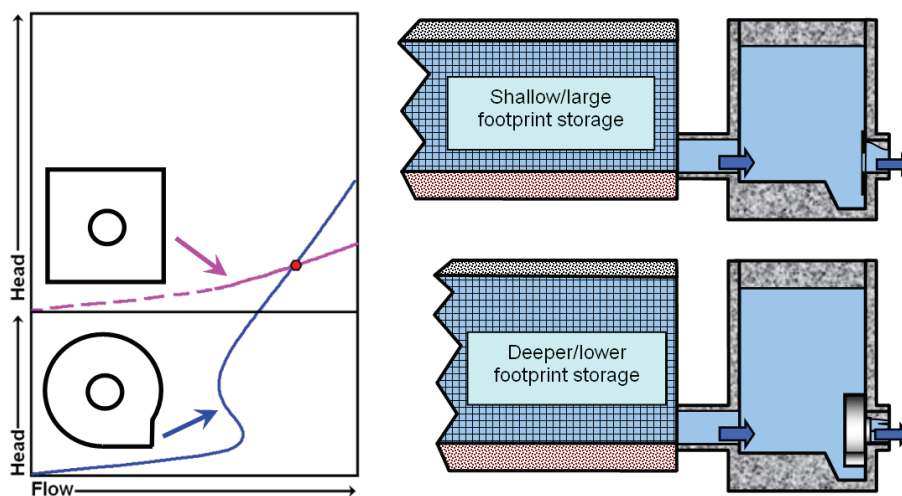 Head
Head
Flow
Shallow/large
footprint storage
Deeper/lower
footprint storage